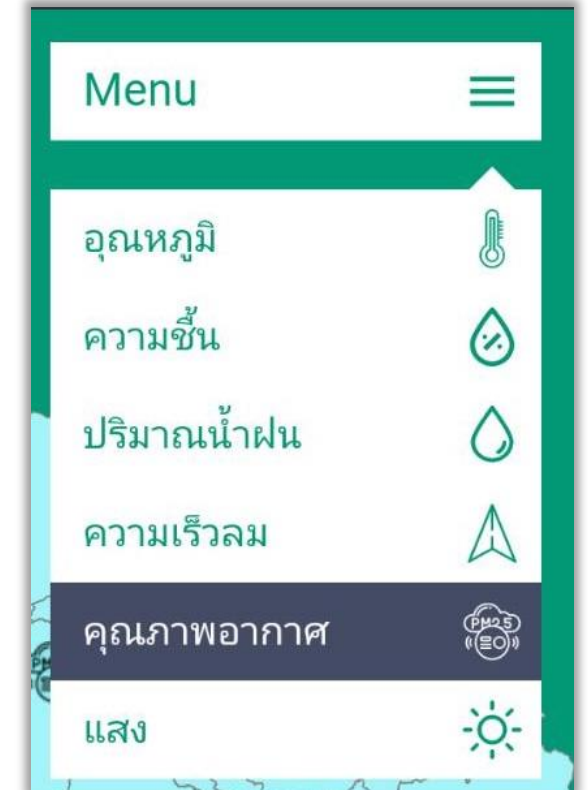 Menu
อุณหภูมิ
ความชื้น
ปริมาณน้ำฝน
ความเร็วลม
คุณภาพอากาศ
PM2.5
แสง